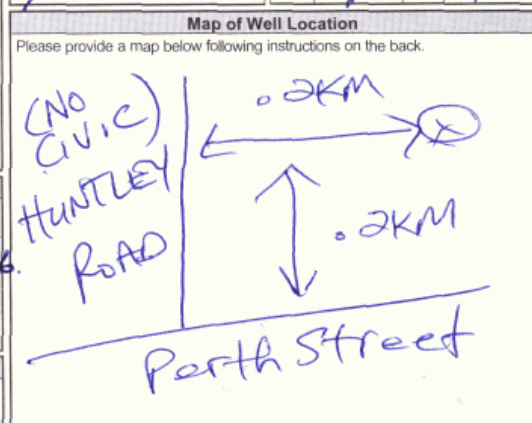 Map of Well Location
Please provide a map below following instructions on the back.
(NO
CIVIC)
HUNTLEY
ROAD
.2KM
.2KM
Perth Street
6.